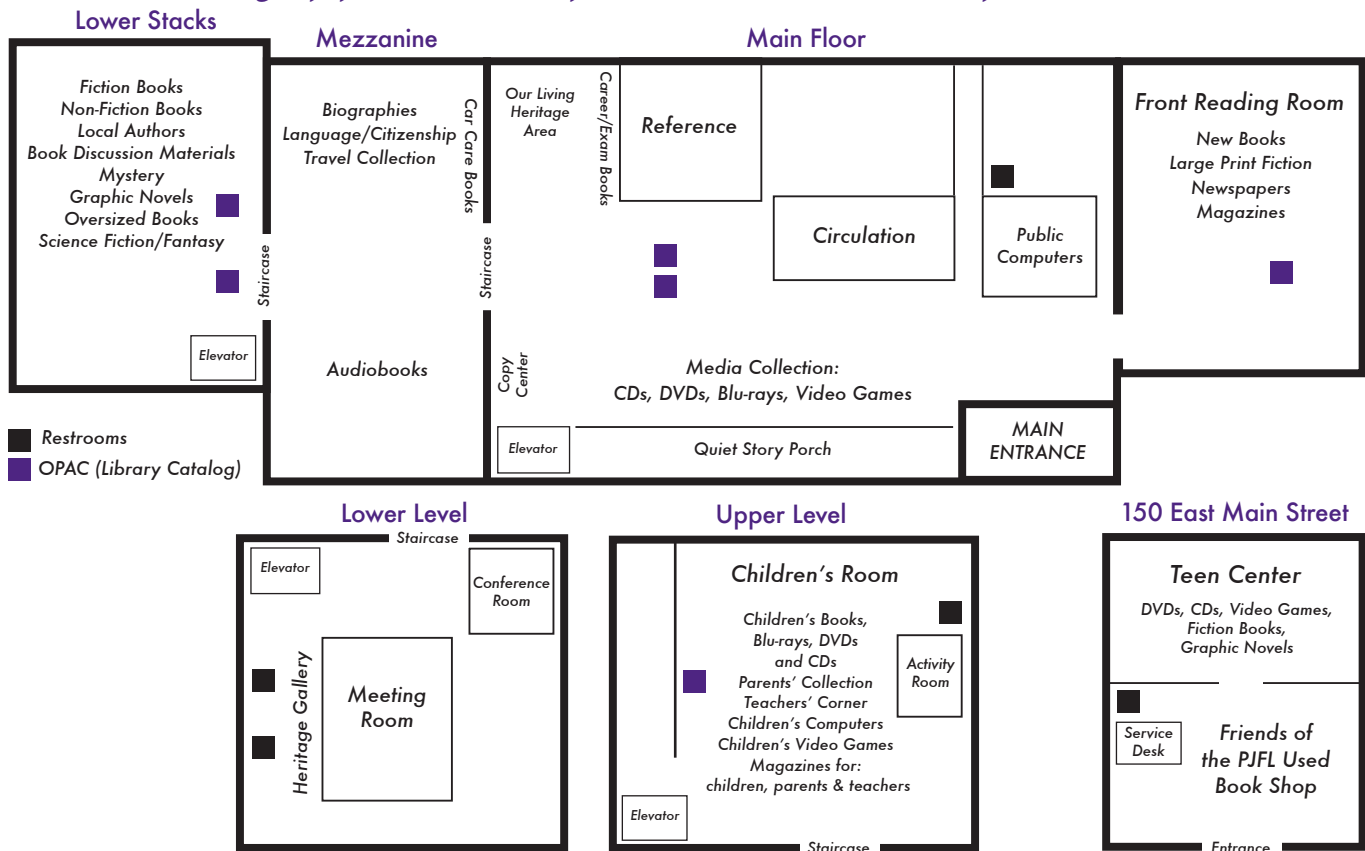 Lower Stacks
Fiction Books
Non-Fiction Books
Local Authors
Book Discussion Materials
Mystery
Graphic Novels
Oversized Books
Science Fiction/Fantasy
Elevator
Staircase
Restrooms
OPAC (Library Catalog)
Mezzanine
Biographies
Language/Citizenship
Travel Collection
Car Care Books
Audiobooks
Staircase
Main Floor
Our Living
Heritage
Area
Career/Exam Books
Reference
Circulation
Public
Computers
Copy
Center
Media Collection:
CDs, DVDs, Blu-rays, Video Games
Elevator
Quiet Story Porch
MAIN
ENTRANCE
Front Reading Room
New Books
Large Print Fiction
Newspapers
Magazines
Lower Level
Staircase
Elevator
Conference
Room
Heritage Gallery
Meeting
Room
Upper Level
Children's Room
Children's Books,
Blu-rays, DVDs
and CDs
Parents' Collection
Teachers' Corner
Children's Computers
Children's Video Games
Magazines for:
children, parents & teachers
Activity
Room
Elevator
Staircase
150 East Main Street
Teen Center
DVDs, CDs, Video Games,
Fiction Books,
Graphic Novels
Service
Desk
Friends of
the PJFL Used
Book Shop
Entrance